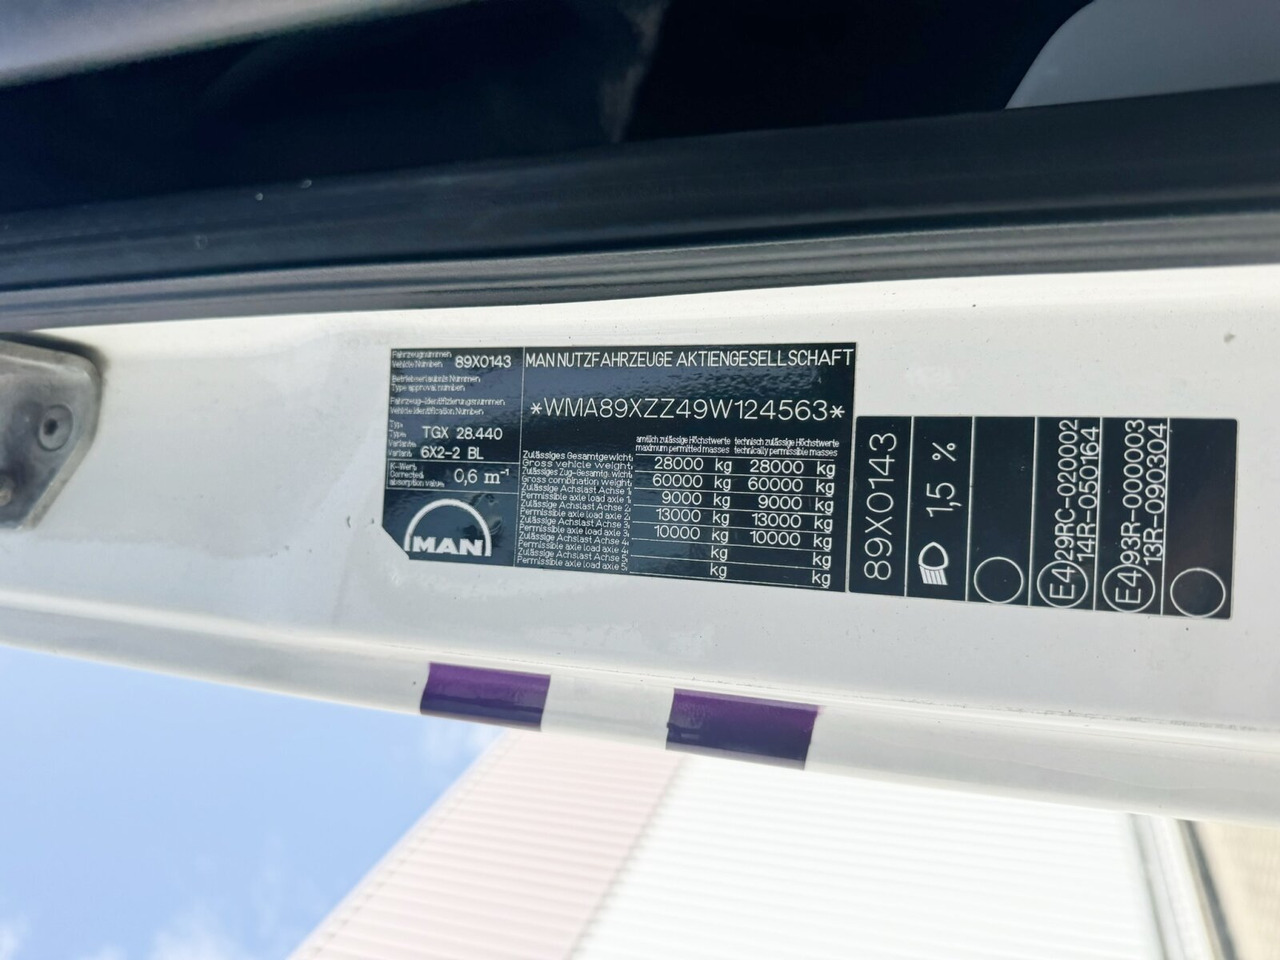 Fahrzeugnummer
Vehicle Number 89X0143
Betriebserlaubnis Nummer
Type approval number
Fahrzeug-Identifizierungsnummer
Vehicle Identification Number
Typ
Type TGX 28.440
Variante
Variant 6X2-2 BL
K-Wert
Corrected
absorption value 0,6 m⁻¹
MAN
MAN NUTZFAHRZEUGE AKTIENGESELLSCHAFT
*WMA89XZZ49W124563*
amtlich zulässige Höchstwerte technisch zulässige Höchstwerte
maximum permitted masses technically permissible masses
Zulässiges Gesamtgewicht
Gross vehicle weight 28000 kg 28000 kg
Zulässiges Zug-Gesamtg. wicht
Gross combination weight 60000 kg 60000 kg
Zulässige Achslast Achse 1
Permissible axle load axle 1 9000 kg 9000 kg
Zulässige Achslast Achse 2
Permissible axle load axle 2 13000 kg 13000 kg
Zulässige Achslast Achse 3
Permissible axle load axle 3 10000 kg 10000 kg
Zulässige Achslast Achse 4
Permissible axle load axle 4 kg kg
Zulässige Achslast Achse 5
Permissible axle load axle 5 kg kg
89X0143
1,5 %
E4 29RC-020002
14RR-050164
E4 93R-000003
13R-090304